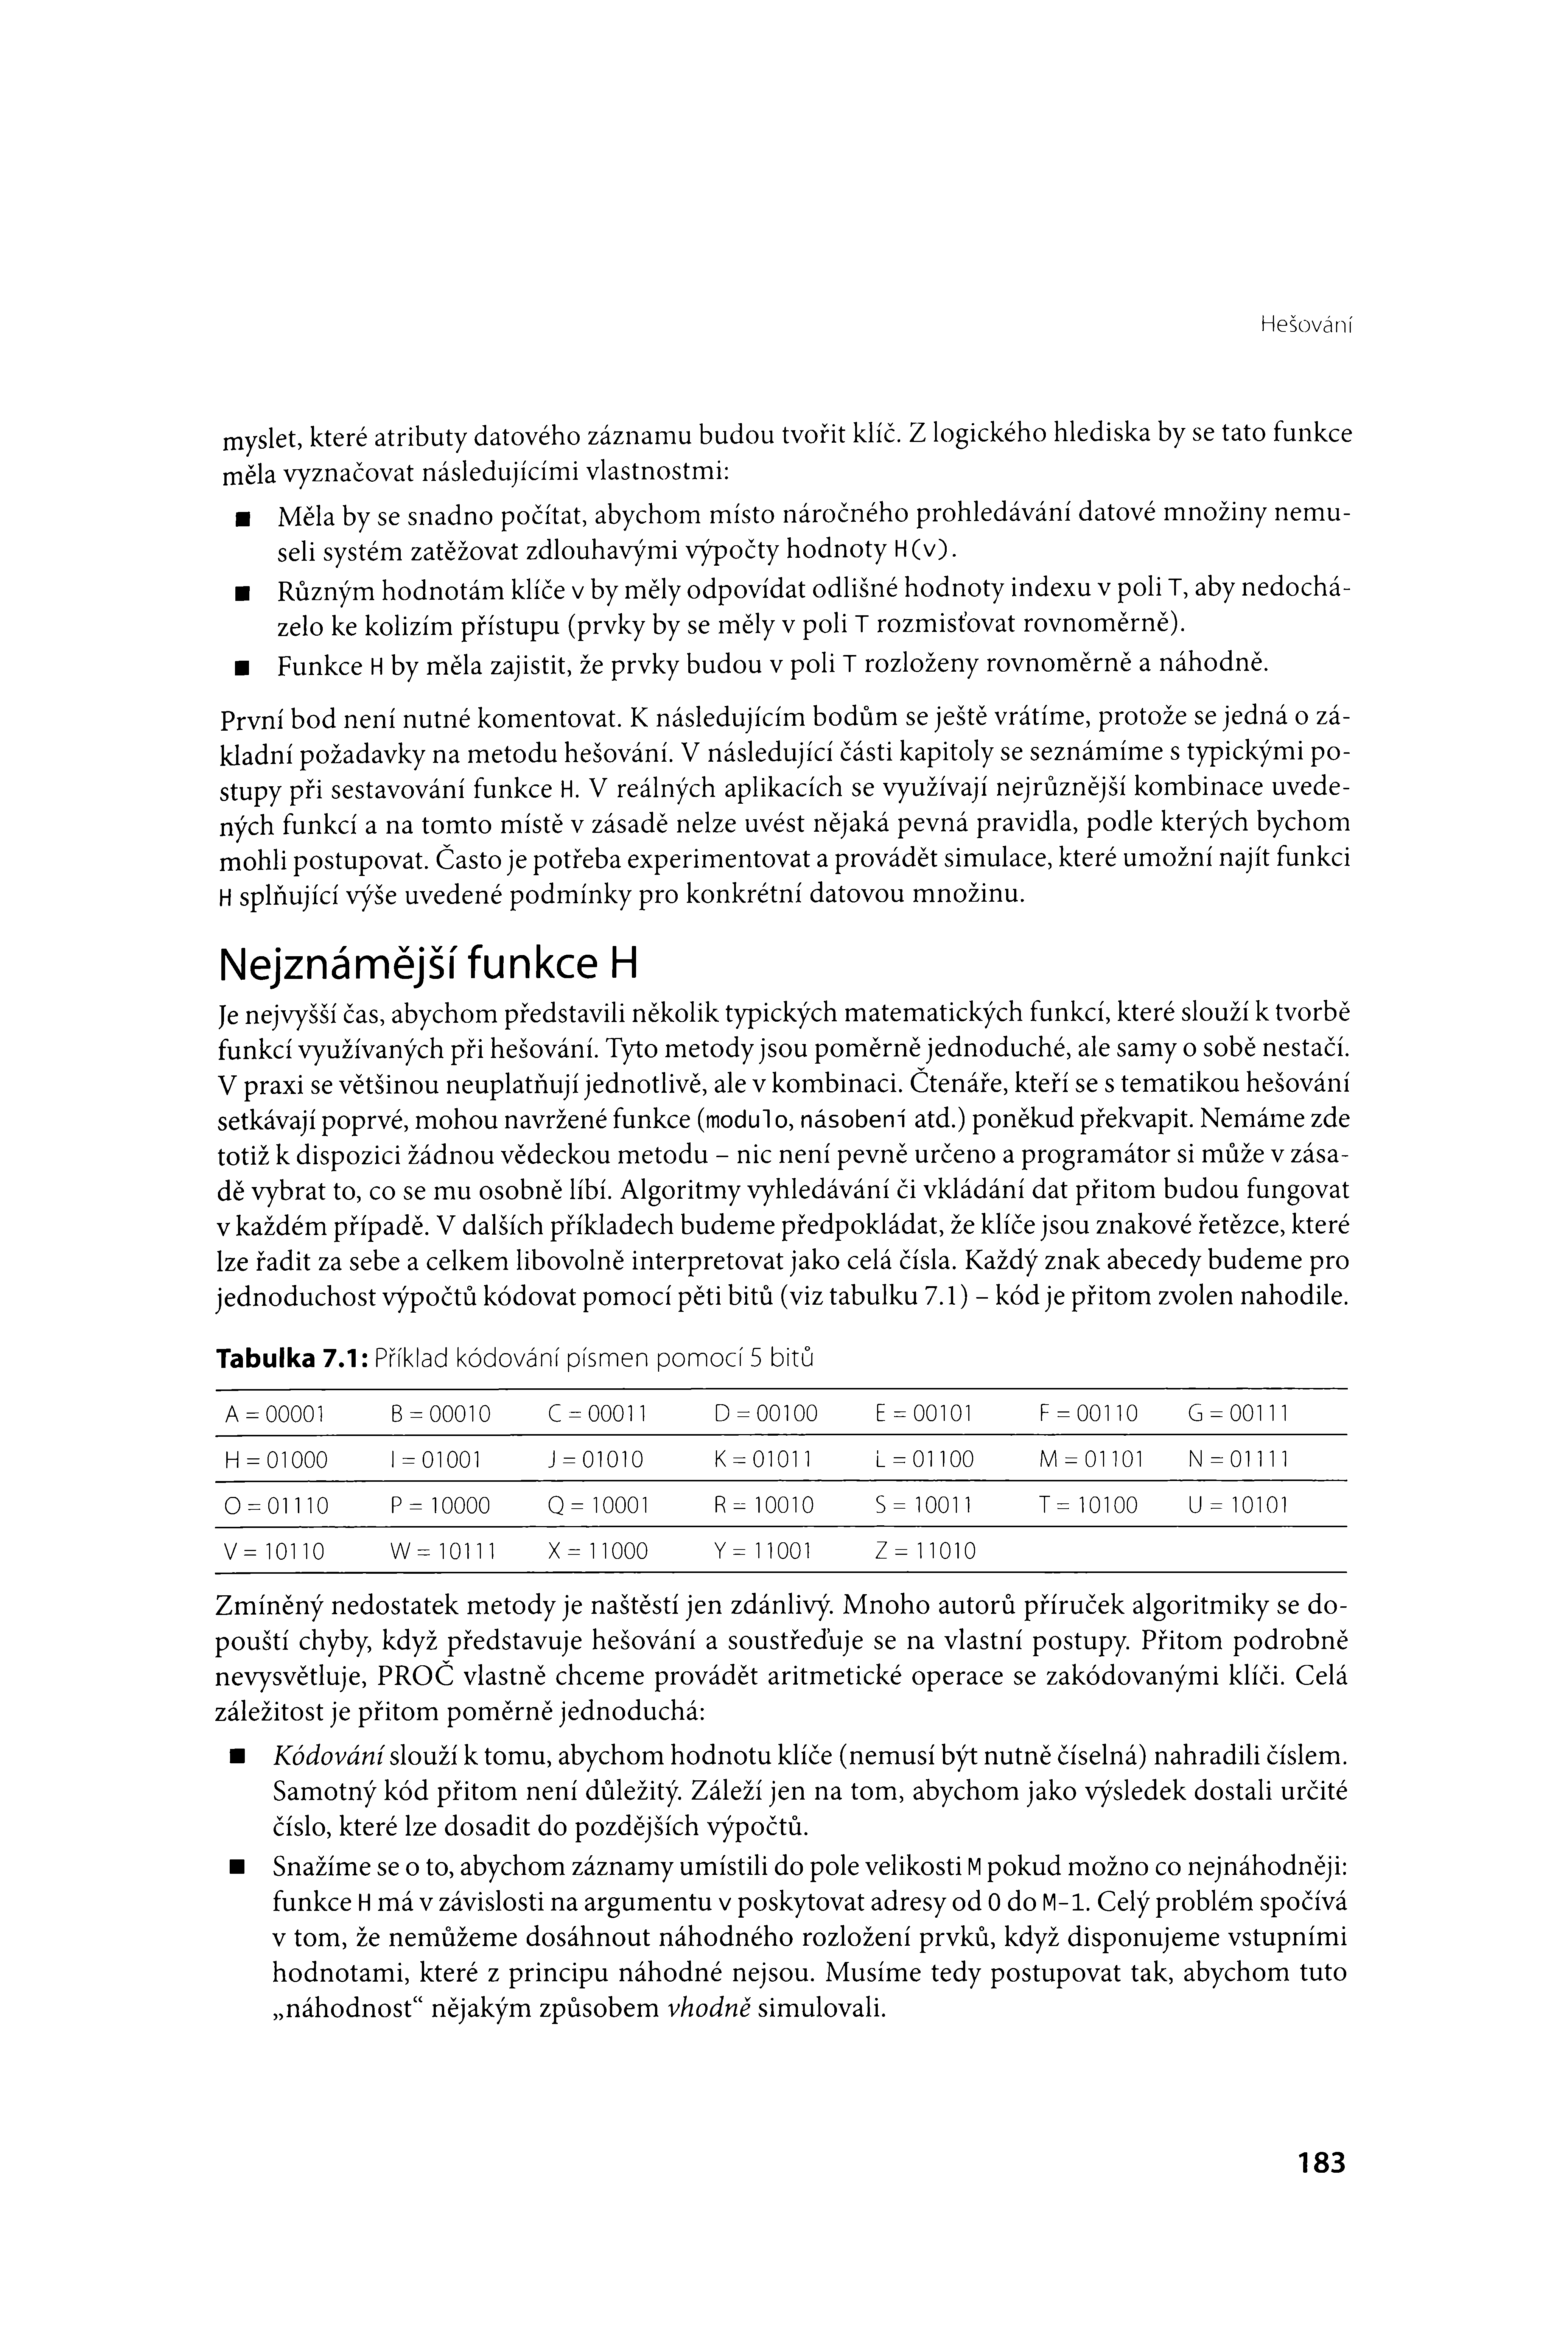 Hešování
myslet, které atributy datového záznamu budou tvořit klíč. Z logického hlediska by se tato funkce
měla vyznačovat následujícími vlastnostmi:
■ Měla by se snadno počítat, abychom místo náročného prohledávání datové množiny nemu-
seli systém zatěžovat zdlouhavými výpočty hodnoty H(v).
■ Různým hodnotám klíče v by měly odpovídat odlišné hodnoty indexu v poli T, aby nedochá-
zelo ke kolizím přístupu (prvky by se měly v poli T rozmisťovat rovnoměrně).
■ Funkce H by měla zajistit, že prvky budou v poli T rozloženy rovnoměrně a náhodně.
První bod není nutné komentovat. K následujícím bodům se ještě vrátíme, protože se jedná o zá-
kladní požadavky na metodu hešování. V následující části kapitoly se seznámíme s typickými po-
stupy při sestavování funkce H. V reálných aplikacích se využívají nejrůznější kombinace uvede-
ných funkcí a na tomto místě v zásadě nelze uvést nějaká pevná pravidla, podle kterých bychom
mohli postupovat. Často je potřeba experimentovat a provádět simulace, které umožní najít funkci
H splňující výše uvedené podmínky pro konkrétní datovou množinu.
Nejznámější funkce H
Je nejvyšší čas, abychom představili několik typických matematických funkcí, které slouží k tvorbě
funkcí využívaných při hešování. Tyto metody jsou poměrně jednoduché, ale samy o sobě nestačí.
V praxi se většinou neuplatňují jednotlivě, ale v kombinaci. Čtenáře, kteří se s tematikou hešování
setkávají poprvé, mohou navržené funkce (modulo, násobení atd.) poněkud překvapit. Nemáme zde
totiž k dispozici žádnou vědeckou metodu – nic není pevně určeno a programátor si může v zása-
dě vybrat to, co se mu osobně líbí. Algoritmy vyhledávání či vkládání dat přitom budou fungovat
v každém případě. V dalších příkladech budeme předpokládat, že klíče jsou znakové řetězce, které
lze řadit za sebe a celkem libovolně interpretovat jako celá čísla. Každý znak abecedy budeme pro
jednoduchost výpočtů kódovat pomocí pěti bitů (viz tabulku 7.1) – kód je přitom zvolen nahodile.
Tabulka 7.1: Příklad kódování písmen pomocí 5 bitů
A = 00001 B = 00010 C = 00011 D = 00100 E = 00101 F = 00110 G = 00111
H = 01000 I = 01001 J = 01010 K = 01011 L = 01100 M = 01101 N = 01111
O = 01110 P = 10000 Q = 10001 R = 10010 S = 10011 T = 10100 U = 10101
V = 10110 W = 10111 X = 11000 Y = 11001 Z = 11010
Zmíněný nedostatek metody je naštěstí jen zdánlivý. Mnoho autorů příruček algoritmiky se do-
pouští chyby, když představuje hešování a soustřeďuje se na vlastní postupy. Přitom podrobně
nevysvětluje, PROČ vlastně chceme provádět aritmetické operace se zakódovanými klíči. Celá
záležitost je přitom poměrně jednoduchá:
■ Kódování slouží k tomu, abychom hodnotu klíče (nemusí být nutně číselná) nahradili číslem.
Samotný kód přitom není důležitý. Záleží jen na tom, abychom jako výsledek dostali určité
číslo, které lze dosadit do pozdějších výpočtů.
■ Snažíme se o to, abychom záznamy umístili do pole velikosti M pokud možno co nejnáhodněji:
funkce H má v závislosti na argumentu v poskytovat adresy od 0 do M-1. Celý problém spočívá
v tom, že nemůžeme dosáhnout náhodného rozložení prvků, když disponujeme vstupními
hodnotami, které z principu náhodné nejsou. Musíme tedy postupovat tak, abychom tuto
„náhodnost“ nějakým způsobem vhodně simulovali.
183